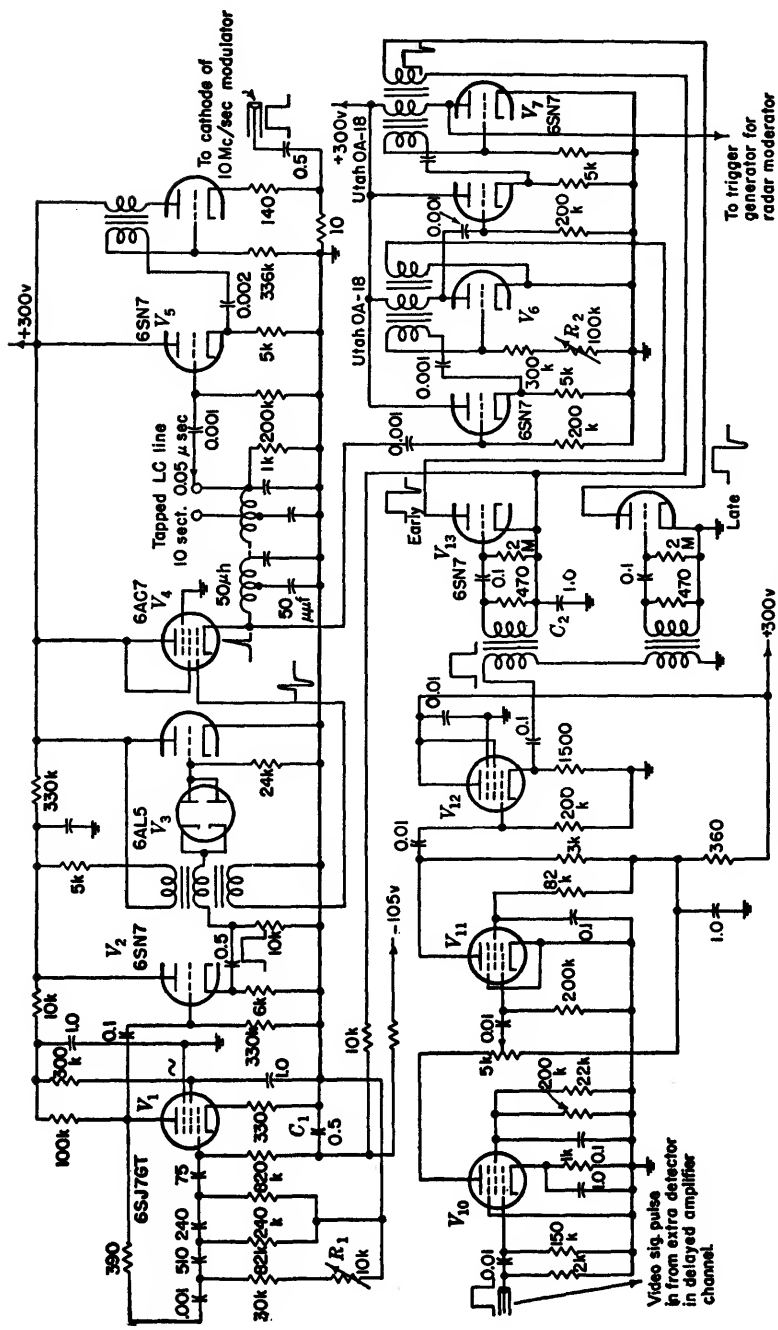 +300v
330k
10k
5k
1.0
300
k
100k
V1
6SJ7GT
~
390
.001
510
240
75
82k
240
k
820
k
330
30k
R1
10k
1.0
C1
0.5
0.1
V2
6SN7
330k
6k
0.5
10k
6AL5
V3
24k
6AC7
V4
Tapped LC line
10 sect. 0.05 μ sec
50μh
50
μμf
1k
200k
0.001
6SN7
V5
5k
0.002
336k
140
10
0.5
To cathode of
10 Mc/sec modulator
-105v
10k
+300v
Utah OA-18
Utah OA-18
0.001
0.001
0.001
6SN7
200
k
5k
300
k
R2
100k
V6
200
k
5k
V7
6SN7
To trigger
generator for
radar moderator
Early
V13
6SN7
0.1
470
2
M
1.0
C2
Late
0.1
470
2
M
+300v
0.01
0.1
V12
1500
200
k
0.01
3k
82
k
360
1.0
V11
0.1
200k
0.01
5k
200
k
22k
V10
0.1
1k
1.0
150
k
2k
0.01
Video sig. pulse
in from extra detector
in delayed amplifier
channel.